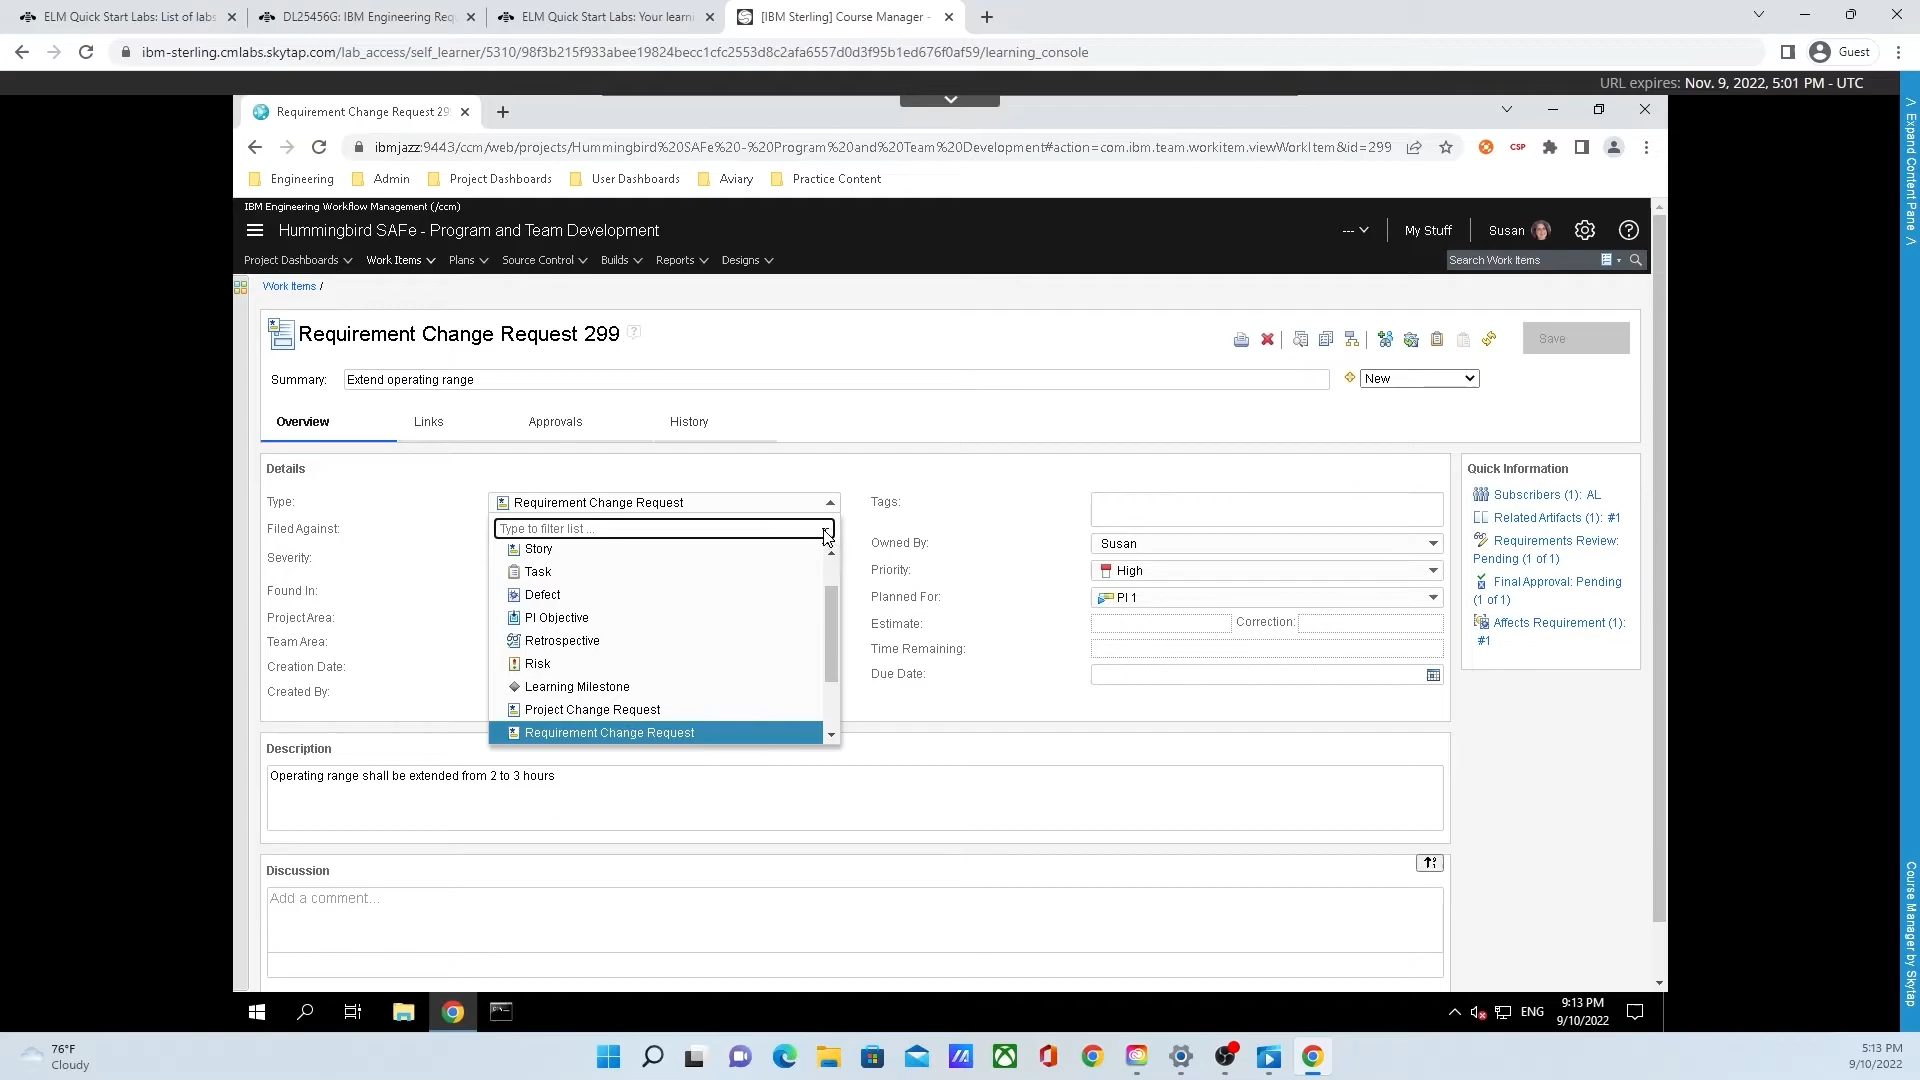 ELM Quick Start Labs: List of labs
DL25456G: IBM Engineering Req
ELM Quick Start Labs: Your learni
[IBM Sterling] Course Manager -
ibm-sterling.cmlabs.skytap.com/lab_access/self_learner/5310/98f3b215f933abee19824becc1cfc2553d8c2afa6557d0d3f95b1ed676f0af59/learning_console
Guest
URL expires: Nov. 9, 2022, 5:01 PM - UTC
Requirement Change Request 29
ibmjazz:9443/ccm/web/projects/Hummingbird%20SAFe%20-%20Program%20and%20Team%20Development#action=com.ibm.team.workitem.viewWorkItem&id=299
CSP
Engineering
Admin
Project Dashboards
User Dashboards
Aviary
Practice Content
IBM Engineering Workflow Management (/ccm)
Hummingbird SAFe - Program and Team Development
---
My Stuff
Susan
Project Dashboards
Work Items
Plans
Source Control
Builds
Reports
Designs
Search Work Items
Work Items /
Requirement Change Request 299
Save
Summary:
Extend operating range
New
Overview
Links
Approvals
History
Details
Type:
Requirement Change Request
Filed Against:
Type to filter list ...
Severity:
Story
Task
Found In:
Defect
Project Area:
PI Objective
Team Area:
Retrospective
Creation Date:
Risk
Created By:
Learning Milestone
Project Change Request
Requirement Change Request
Tags:
Owned By:
Susan
Priority:
High
Planned For:
PI 1
Estimate:
Correction:
Time Remaining:
Due Date:
Quick Information
Subscribers (1): AL
Related Artifacts (1): #1
Requirements Review:
Pending (1 of 1)
Final Approval: Pending
(1 of 1)
Affects Requirement (1):
#1
Description
Operating range shall be extended from 2 to 3 hours
Discussion
Add a comment...
< Expand Content Pane <
Course Manager by Skytap
ENG
9:13 PM
9/10/2022
76°F
Cloudy
5:13 PM
9/10/2022